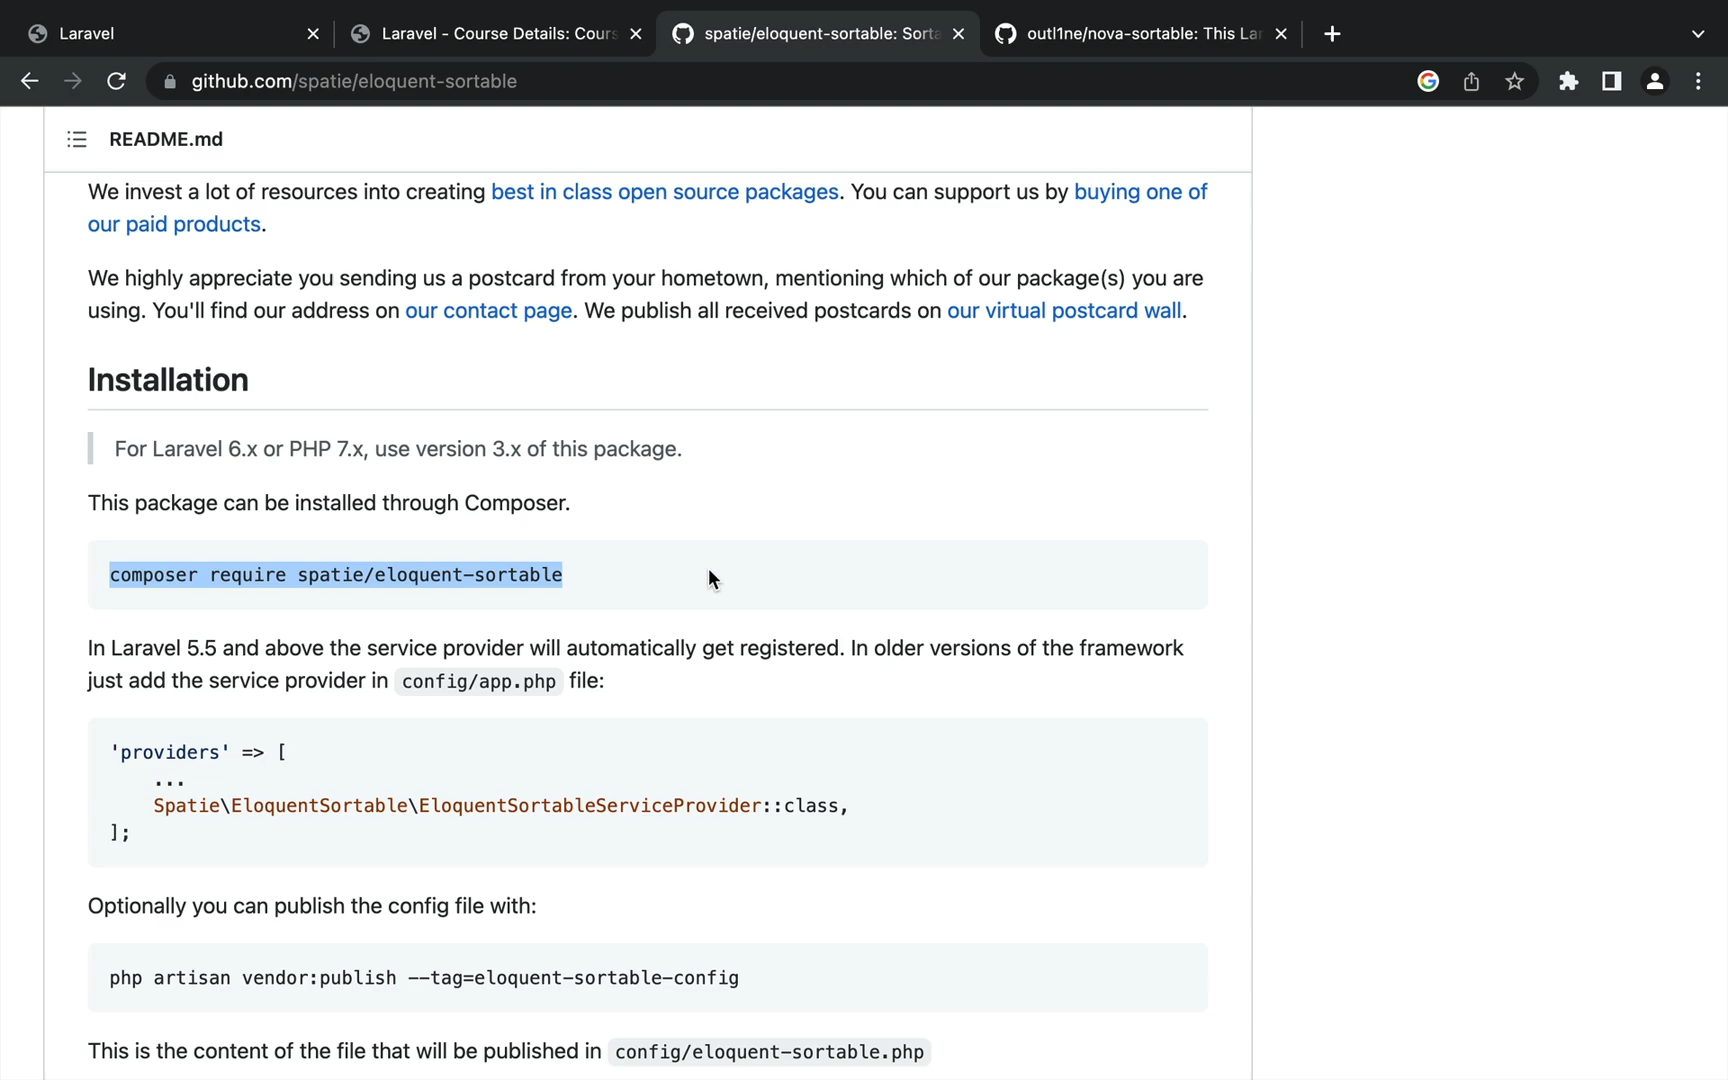 Laravel
Laravel - Course Details: Cours
spatie/eloquent-sortable: Sorta
outl1ne/nova-sortable: This Lar
github.com/spatie/eloquent-sortable
README.md
We invest a lot of resources into creating best in class open source packages. You can support us by buying one of
our paid products.
We highly appreciate you sending us a postcard from your hometown, mentioning which of our package(s) you are
using. You'll find our address on our contact page. We publish all received postcards on our virtual postcard wall.
Installation
For Laravel 6.x or PHP 7.x, use version 3.x of this package.
This package can be installed through Composer.
composer require spatie/eloquent-sortable
In Laravel 5.5 and above the service provider will automatically get registered. In older versions of the framework
just add the service provider in config/app.php file:
'providers' => [
...
Spatie\EloquentSortable\EloquentSortableServiceProvider::class,
];
Optionally you can publish the config file with:
php artisan vendor:publish --tag=eloquent-sortable-config
This is the content of the file that will be published in config/eloquent-sortable.php